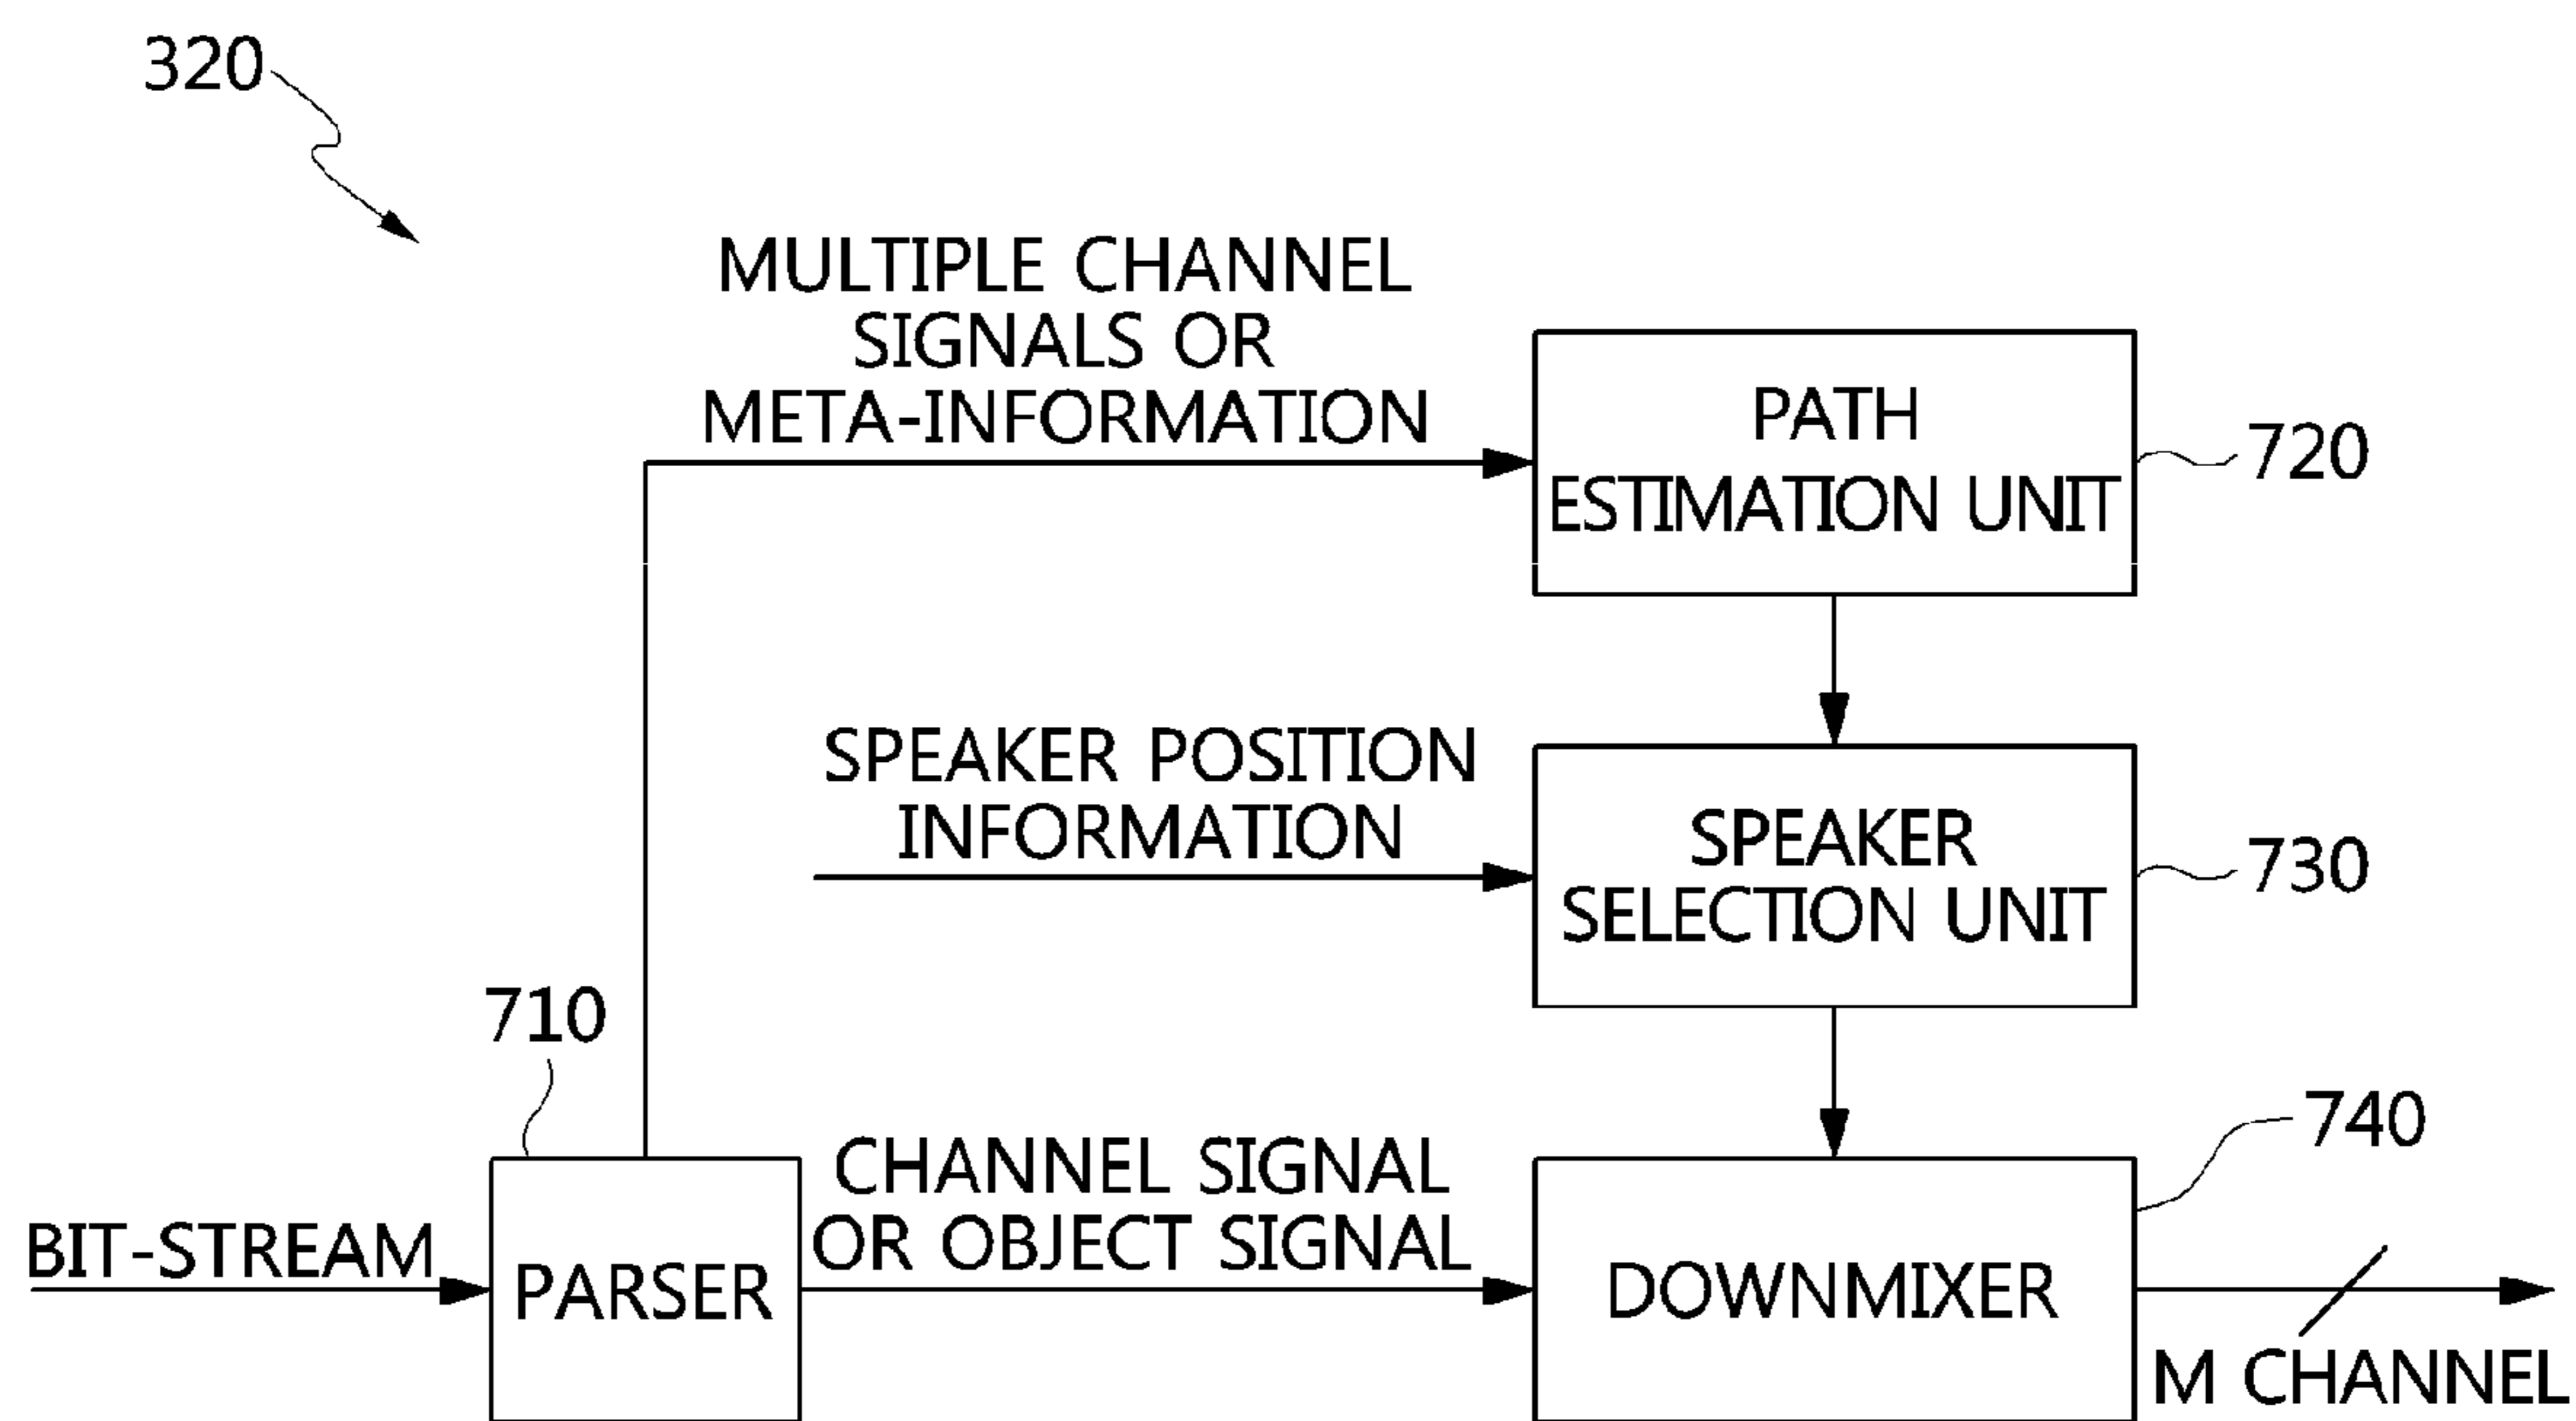 320
MULTIPLE CHANNEL
SIGNALS OR
META-INFORMATION
PATH
ESTIMATION UNIT
720
SPEAKER POSITION
INFORMATION
SPEAKER
SELECTION UNIT
730
710
BIT-STREAM
PARSER
CHANNEL SIGNAL
OR OBJECT SIGNAL
DOWNMIXER
740
M CHANNEL